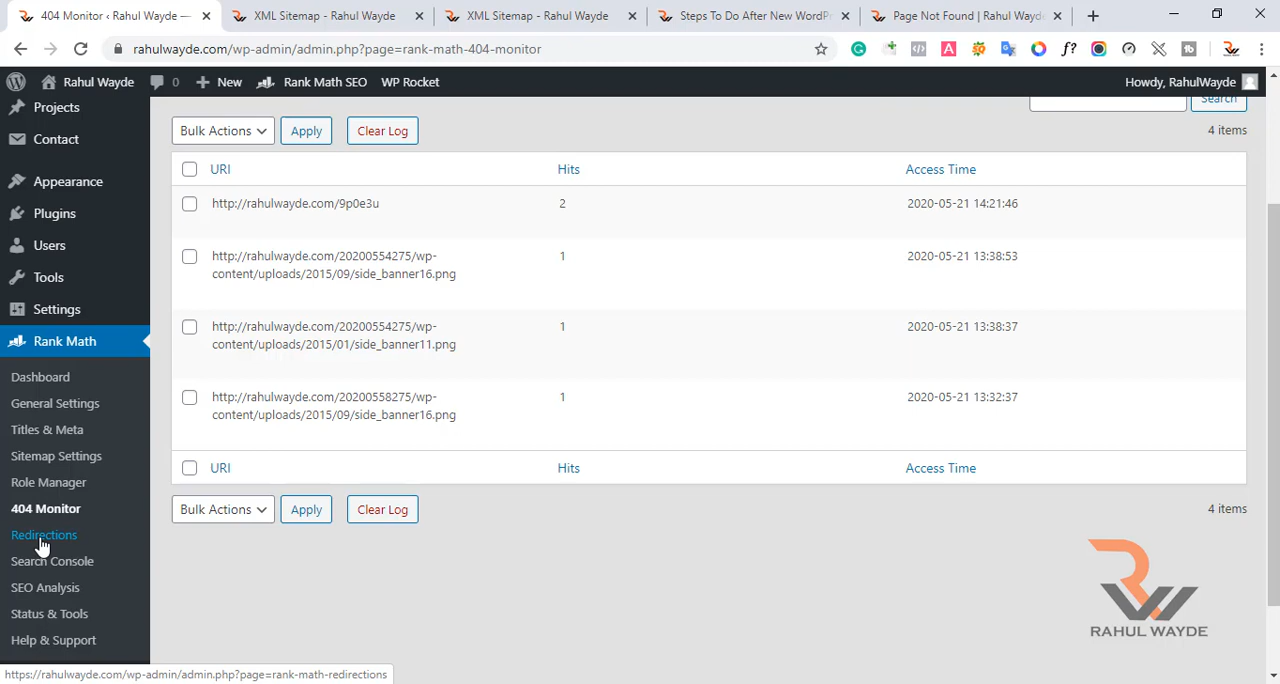 404 Monitor ‹ Rahul Wayde —
XML Sitemap - Rahul Wayde
XML Sitemap - Rahul Wayde
Steps To Do After New WordPr
Page Not Found | Rahul Wayde
rahulwayde.com/wp-admin/admin.php?page=rank-math-404-monitor
Rahul Wayde 0 New Rank Math SEO WP Rocket Howdy, RahulWayde
Projects
Contact
Appearance
Plugins
Users
Tools
Settings
Rank Math
Dashboard
General Settings
Titles & Meta
Sitemap Settings
Role Manager
404 Monitor
Redirections
Search Console
SEO Analysis
Status & Tools
Help & Support
Search
Bulk Actions Apply Clear Log 4 items
URI Hits Access Time
http://rahulwayde.com/9p0e3u 2 2020-05-21 14:21:46
http://rahulwayde.com/20200554275/wp- 1 2020-05-21 13:38:53
content/uploads/2015/09/side_banner16.png
http://rahulwayde.com/20200554275/wp- 1 2020-05-21 13:38:37
content/uploads/2015/01/side_banner11.png
http://rahulwayde.com/20200558275/wp- 1 2020-05-21 13:32:37
content/uploads/2015/09/side_banner16.png
URI Hits Access Time
Bulk Actions Apply Clear Log 4 items
RAHUL WAYDE
https://rahulwayde.com/wp-admin/admin.php?page=rank-math-redirections